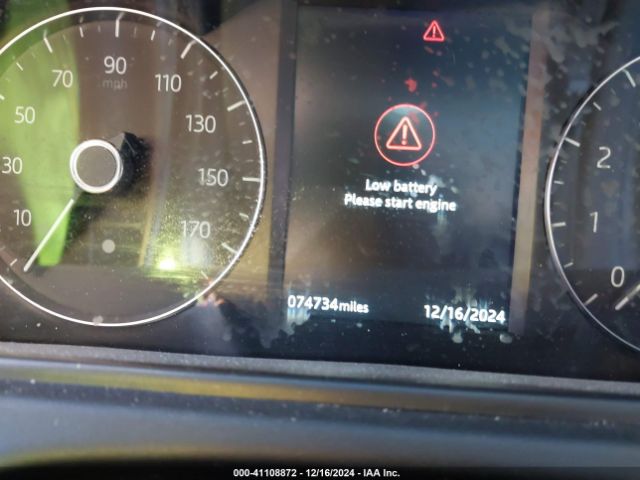 10
30
50
70
90
mph
110
130
150
170
Low battery
Please start engine
074734miles
12/16/2024
2
1
0
000-41108872 - 12/16/2024 - IAA Inc.